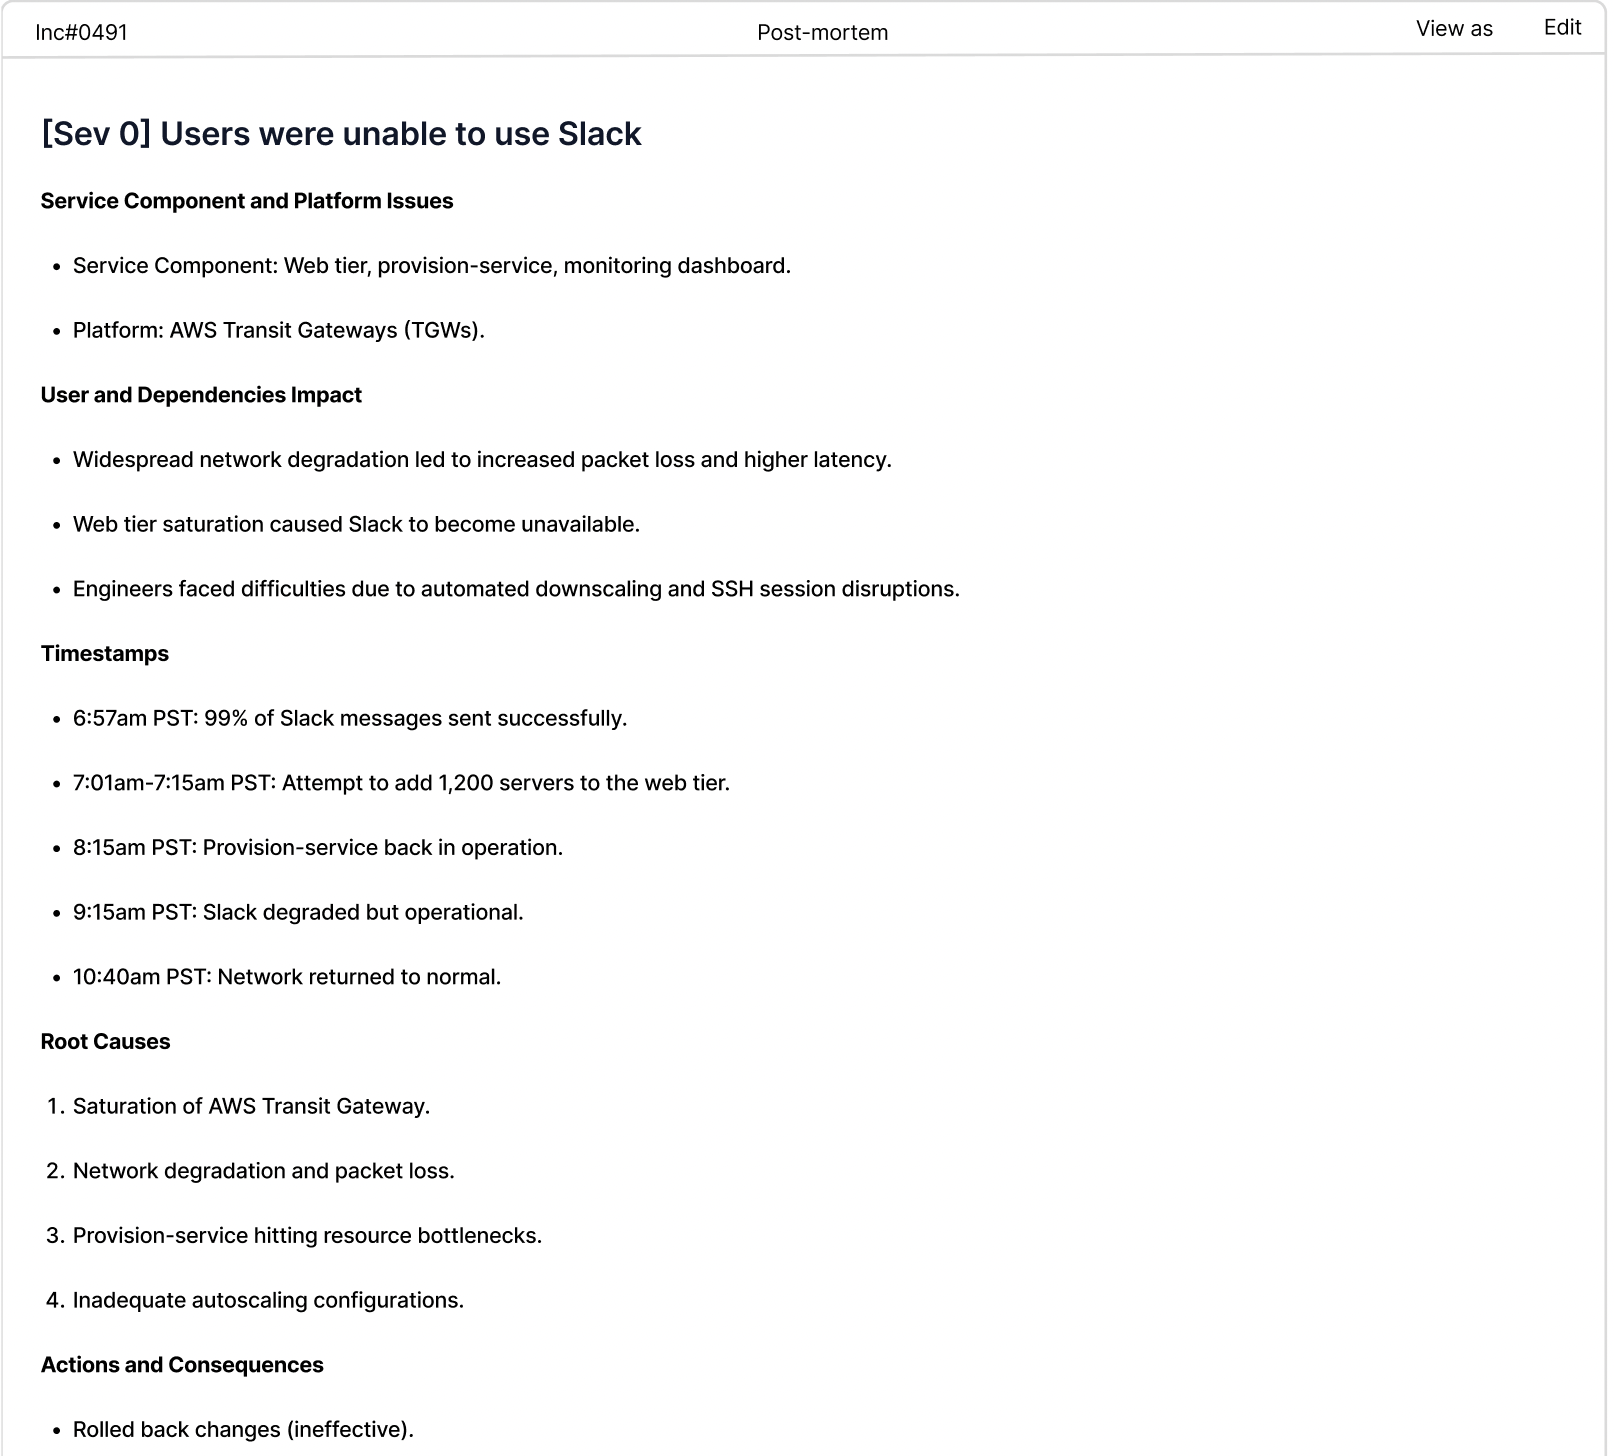 Inc#0491
Post-mortem
View as
Edit
[Sev 0] Users were unable to use Slack
Service Component and Platform Issues
• Service Component: Web tier, provision-service, monitoring dashboard.
• Platform: AWS Transit Gateways (TGWs).
User and Dependencies Impact
• Widespread network degradation led to increased packet loss and higher latency.
• Web tier saturation caused Slack to become unavailable.
• Engineers faced difficulties due to automated downscaling and SSH session disruptions.
Timestamps
• 6:57am PST: 99% of Slack messages sent successfully.
• 7:01am-7:15am PST: Attempt to add 1,200 servers to the web tier.
• 8:15am PST: Provision-service back in operation.
• 9:15am PST: Slack degraded but operational.
• 10:40am PST: Network returned to normal.
Root Causes
1. Saturation of AWS Transit Gateway.
2. Network degradation and packet loss.
3. Provision-service hitting resource bottlenecks.
4. Inadequate autoscaling configurations.
Actions and Consequences
• Rolled back changes (ineffective).